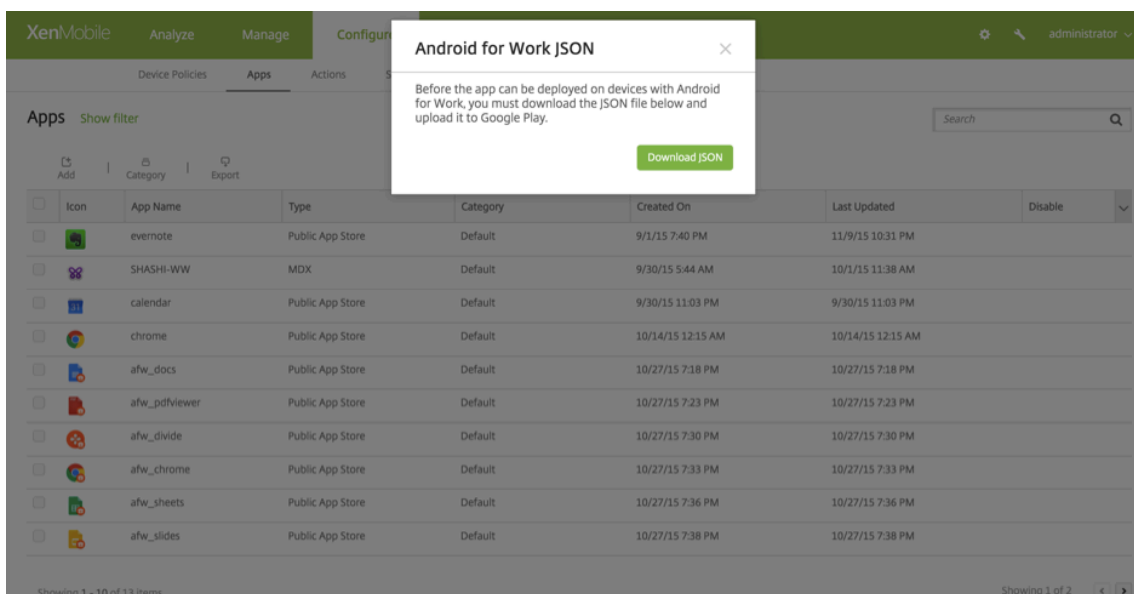 XenMobile Analyze Manage Configure administrator
Android for Work JSON
Device Policies Apps Actions S
Before the app can be deployed on devices with Android
for Work, you must download the JSON file below and
upload it to Google Play.
Apps Show filter
Search
Download JSON
Add | Category | Export
Icon App Name Type Category Created On Last Updated Disable
evernote Public App Store Default 9/1/15 7:40 PM 11/9/15 10:31 PM
SHASHI-WW MDX Default 9/30/15 5:44 AM 10/1/15 11:38 AM
31 calendar Public App Store Default 9/30/15 11:03 PM 9/30/15 11:03 PM
chrome Public App Store Default 10/14/15 12:15 AM 10/14/15 12:15 AM
afw_docs Public App Store Default 10/27/15 7:18 PM 10/27/15 7:18 PM
afw_pdfviewer Public App Store Default 10/27/15 7:23 PM 10/27/15 7:23 PM
afw_divide Public App Store Default 10/27/15 7:30 PM 10/27/15 7:30 PM
afw_chrome Public App Store Default 10/27/15 7:33 PM 10/27/15 7:33 PM
afw_sheets Public App Store Default 10/27/15 7:36 PM 10/27/15 7:36 PM
afw_slides Public App Store Default 10/27/15 7:38 PM 10/27/15 7:38 PM
Showing 1 - 10 of 13 items Showing 1 of 2